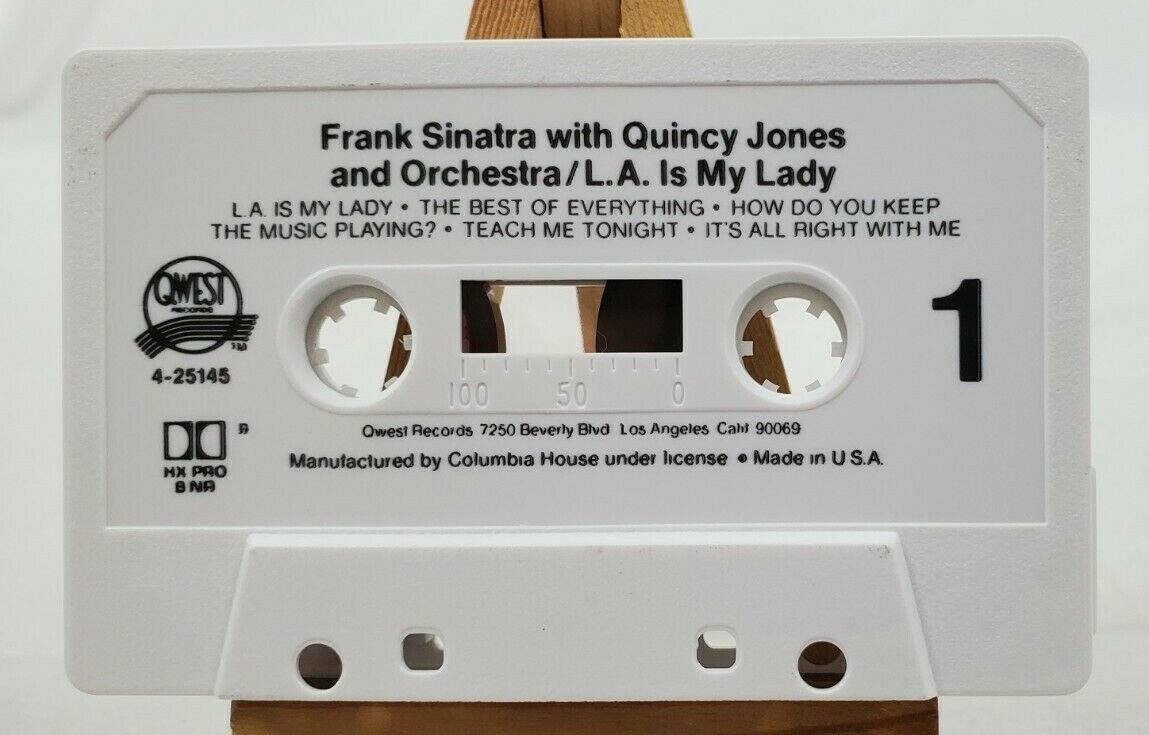 Frank Sinatra with Quincy Jones
and Orchestra/L.A. Is My Lady
L.A. IS MY LADY • THE BEST OF EVERYTHING • HOW DO YOU KEEP
THE MUSIC PLAYING? • TEACH ME TONIGHT • IT'S ALL RIGHT WITH ME
QWEST
RECORDS
TM
4-25145
1
100 50 0
Qwest Records 7250 Beverly Blvd Los Angeles Calif 90069
Manufactured by Columbia House under license • Made in U S.A.
®
HX PRO
B NR